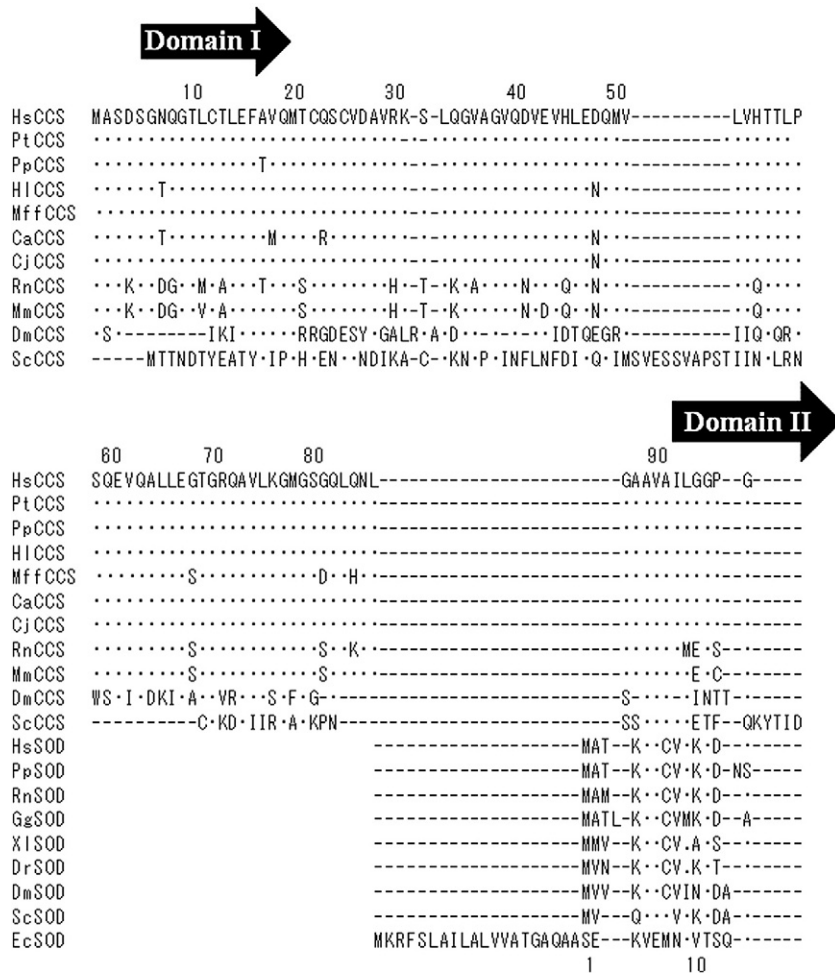 Domain I
10 20 30 40 50
HsCCS MASDSGNQGTLCTLEFAVQMTCQSCVDAVRK-S-LQGVAGVQDVEVHLEDQMV----------LVHTTLP
PtCCS ·······························-·-···················----------······
PpCCS ·················T·············-·-···················----------·······
HlCCS ·······T·······················-·-··············N····----------·······
MffCCS ·······························-·-···················----------·······
CaCCS ·······T··········M····R·······-·-··············N····----------·······
CjCCS ·······························-·-··············N····----------·······
RnCCS ···K··DG··M·A···T···S········H·-T-··K·A····N···Q··N···----------··Q····
MmCCS ···K··DG··V·A·······S········H·-T-··K······N·D·Q··N···----------··Q····
DmCCS ·S---------IKI······RRGDESY·GALR·A·D····-··-···IDTQEGR·----------IIQ·QR·
ScCCS -----MTTNDTYEATY·IP·H·EN··NDIKA-C-·KN·P·INFLNFDI·Q·IMSVESSVAPSTIIN·LRN
Domain II
60 70 80 90
HsCCS SQEVQALLEGTGRQAVLKGMGSGQLQNL------------------------GAAVAILGGP--G-----
PtCCS ····························------------------------··········--·-----
PpCCS ····························------------------------··········--·-----
HlCCS ····························------------------------··········--·-----
MffCCS ·········S············D··H··------------------------··········--·-----
CaCCS ····························------------------------··········--·-----
CjCCS ····························------------------------··········--·-----
RnCCS ·········S············S··K··------------------------······ME·S--·-----
MmCCS ·········S············S·····------------------------·······E·C--·-----
DmCCS WS·I·DKI·A··VR···S·F·G·-----------------------------S······INTT--·-----
ScCCS ----------C·KD·IIR·A·KPN----------------------------SS·····ETF··QKYTID
HsSOD --------------------MAT--K··CV·K·D--·-----
PpSOD --------------------MAT--K··CV·K·D-NS-----
RnSOD --------------------MAM--K··CV·K·D--·-----
GgSOD --------------------MATL-K··CVMK·D--A-----
XlSOD --------------------MMV--K··CV.A·S--·-----
DrSOD --------------------MVN--K··CV.K·T--·-----
DmSOD --------------------MVV--K··CVIN·DA-·-----
ScSOD --------------------MV---Q···V·K·DA-·-----
EcSOD MKRFSLAILALVVATGAQAASE---KVEMN·VTSQ-·-----
1 10